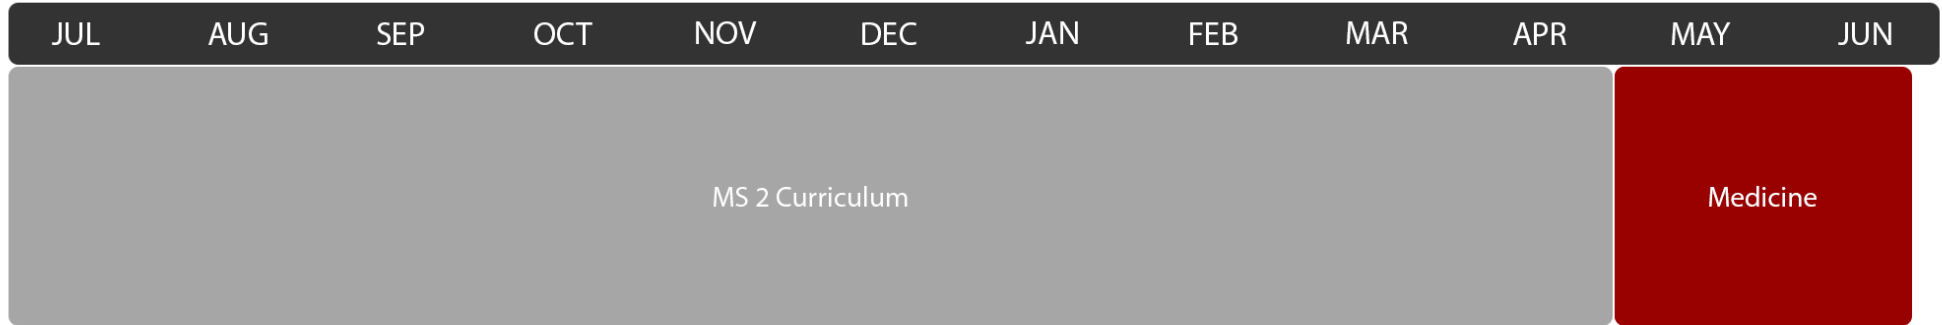 JUL AUG SEP OCT NOV DEC JAN FEB MAR APR MAY JUN
MS 2 Curriculum Medicine